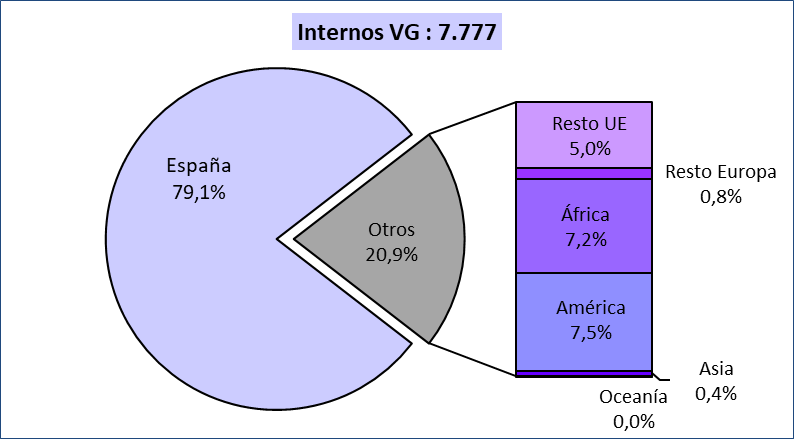 Internos VG : 7.777
España
79,1%
Otros
20,9%
Resto UE
5,0%
Resto Europa
0,8%
África
7,2%
América
7,5%
Asia
0,4%
Oceanía
0,0%